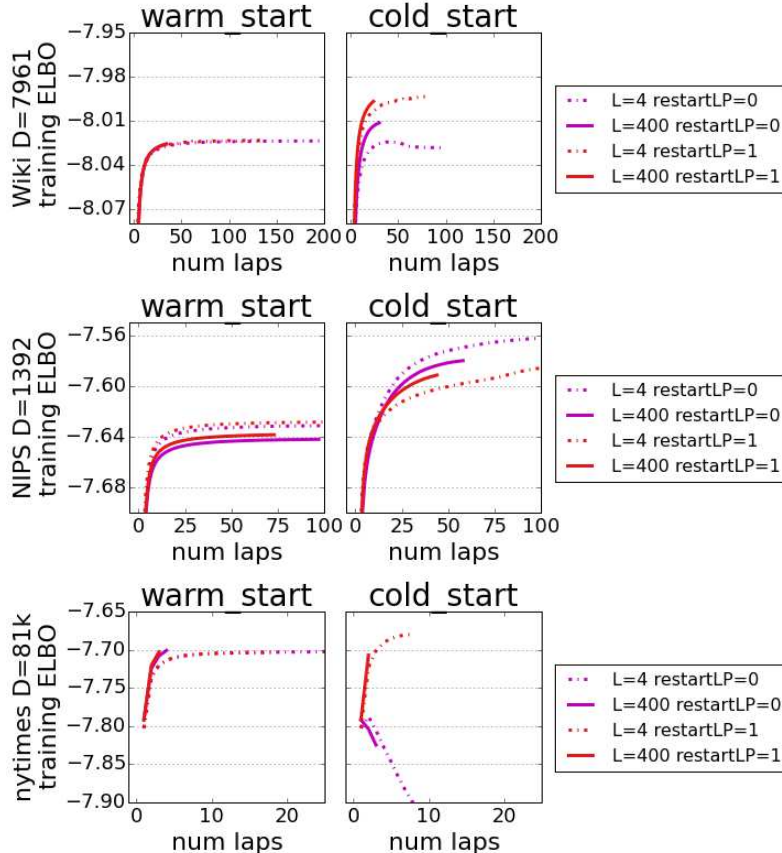 warm_start cold_start
Wiki D=7961
training ELBO
−7.95
−7.98
−8.01
−8.04
−8.07
0 50 100 150 200 0 50 100 150 200
num laps num laps
L=4 restartLP=0
L=400 restartLP=0
L=4 restartLP=1
L=400 restartLP=1
warm_start cold_start
NIPS D=1392
training ELBO
−7.56
−7.60
−7.64
−7.68
0 25 50 75 100 0 25 50 75 100
num laps num laps
L=4 restartLP=0
L=400 restartLP=0
L=4 restartLP=1
L=400 restartLP=1
warm_start cold_start
nytimes D=81k
training ELBO
−7.65
−7.70
−7.75
−7.80
−7.85
−7.90
0 10 20 0 10 20
num laps num laps
L=4 restartLP=0
L=400 restartLP=0
L=4 restartLP=1
L=400 restartLP=1